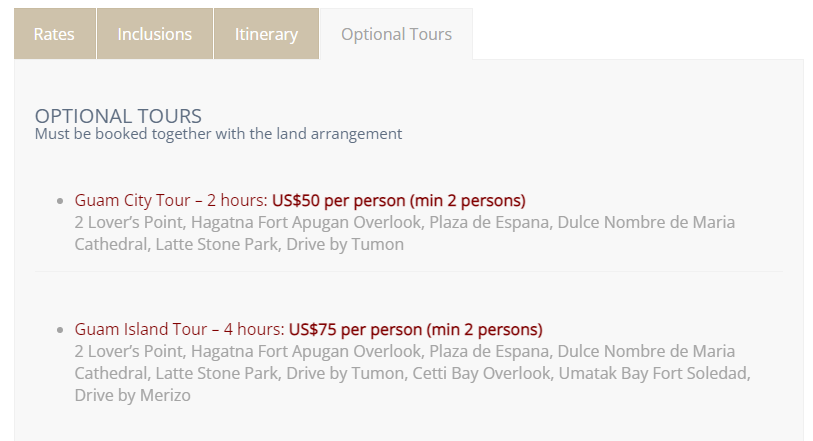 Rates
Inclusions
Itinerary
Optional Tours
OPTIONAL TOURS
Must be booked together with the land arrangement
Guam City Tour – 2 hours: US$50 per person (min 2 persons)
2 Lover’s Point, Hagatna Fort Apugan Overlook, Plaza de Espana, Dulce Nombre de Maria
Cathedral, Latte Stone Park, Drive by Tumon
Guam Island Tour – 4 hours: US$75 per person (min 2 persons)
2 Lover’s Point, Hagatna Fort Apugan Overlook, Plaza de Espana, Dulce Nombre de Maria
Cathedral, Latte Stone Park, Drive by Tumon, Cetti Bay Overlook, Umatak Bay Fort Soledad,
Drive by Merizo